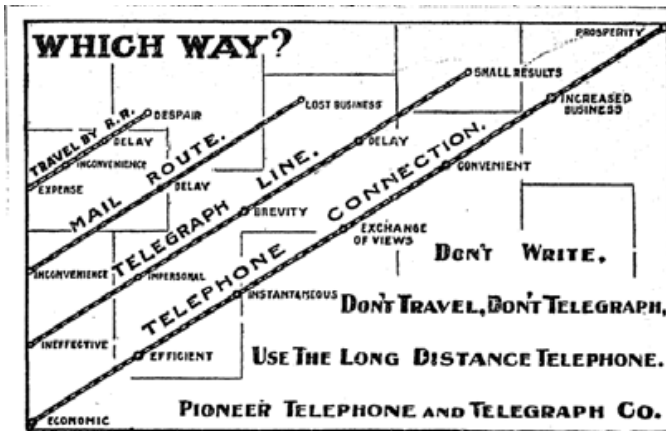 WHICH WAY?
PROSPERITY
SMALL RESULTS
INCREASED
BUSINESS
TRAVEL BY R.R.
DESPAIR
DELAY
INCONVENIENCE
EXPENSE
MAIL ROUTE.
LOST BUSINESS
DELAY
INCONVENIENCE
TELEGRAPH LINE.
DELAY
BREVITY
IMPERSONAL
INEFFECTIVE
TELEPHONE CONNECTION.
CONVENIENT
EXCHANGE
OF VIEWS
INSTANTANEOUS
EFFICIENT
ECONOMIC
DON'T WRITE,
DON'T TRAVEL, DON'T TELEGRAPH,
USE THE LONG DISTANCE TELEPHONE.
PIONEER TELEPHONE AND TELEGRAPH CO.